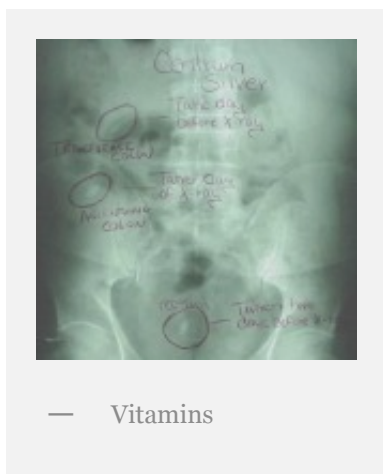 Centrum
Silver
Taken day
before X-ray
TRANSVERSE
COLON
Taken day
of X-ray
ASCENDING
COLON
Taken two
days before X-ray
— Vitamins